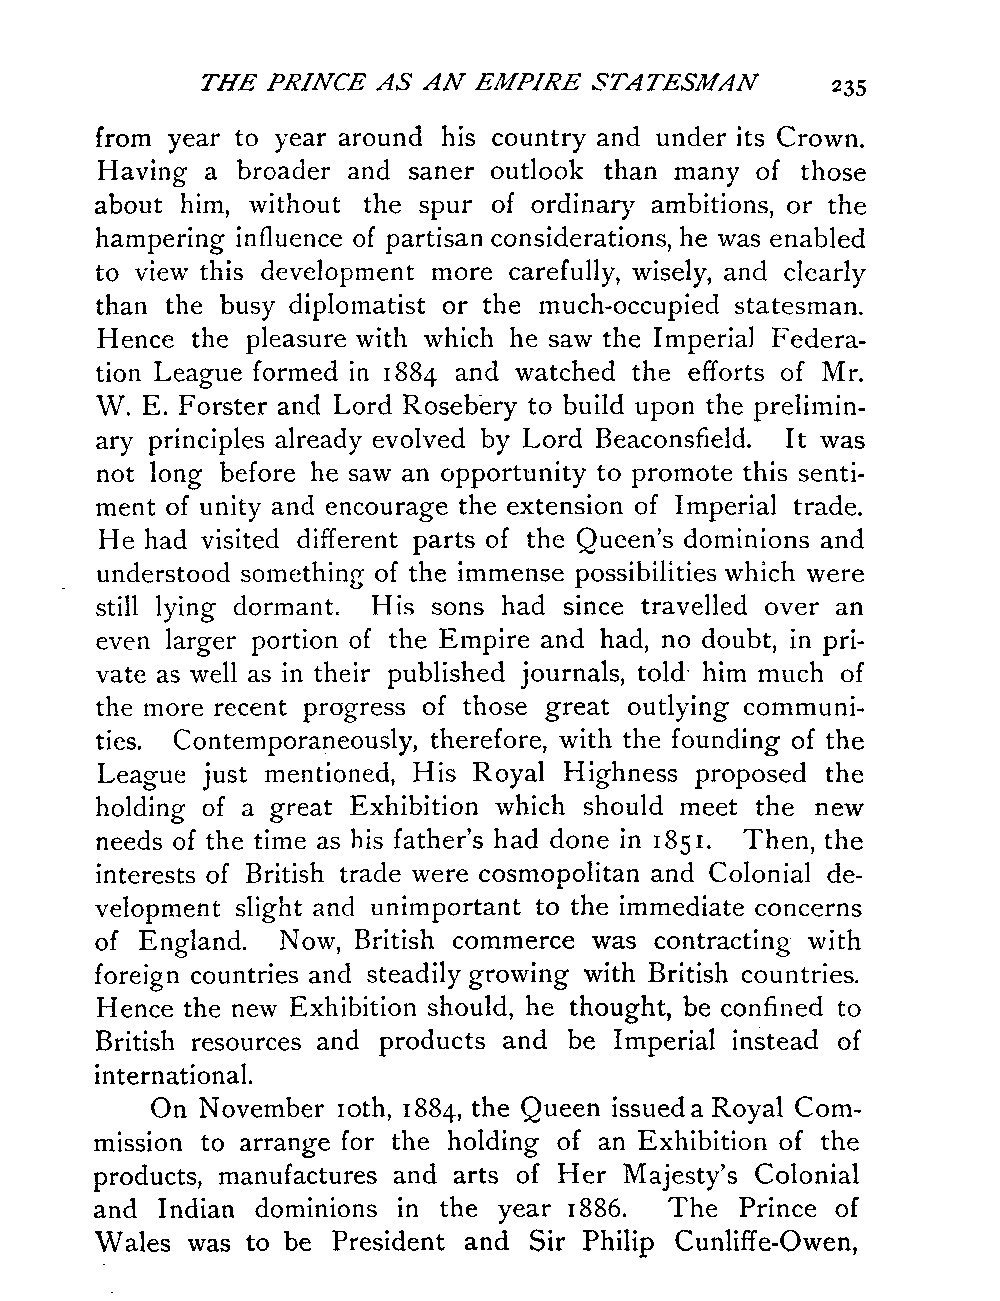 THE PRINCE AS AN EMPIRE STATESMAN 235
from year to year around his country and under its Crown.
Having a broader and saner outlook than many of those
about him, without the spur of ordinary ambitions, or the
hampering influence of partisan considerations, he was enabled
to view this development more carefully, wisely, and clearly
than the busy diplomatist or the much-occupied statesman.
Hence the pleasure with which he saw the Imperial Federa-
tion League formed in 1884 and watched the efforts of Mr.
W. E. Forster and Lord Rosebery to build upon the prelimin-
ary principles already evolved by Lord Beaconsfield. It was
not long before he saw an opportunity to promote this senti-
ment of unity and encourage the extension of Imperial trade.
He had visited different parts of the Queen's dominions and
understood something of the immense possibilities which were
still lying dormant. His sons had since travelled over an
even larger portion of the Empire and had, no doubt, in pri-
vate as well as in their published journals, told him much of
the more recent progress of those great outlying communi-
ties. Contemporaneously, therefore, with the founding of the
League just mentioned, His Royal Highness proposed the
holding of a great Exhibition which should meet the new
needs of the time as his father's had done in 1851. Then, the
interests of British trade were cosmopolitan and Colonial de-
velopment slight and unimportant to the immediate concerns
of England. Now, British commerce was contracting with
foreign countries and steadily growing with British countries.
Hence the new Exhibition should, he thought, be confined to
British resources and products and be Imperial instead of
international.
On November 10th, 1884, the Queen issued a Royal Com-
mission to arrange for the holding of an Exhibition of the
products, manufactures and arts of Her Majesty's Colonial
and Indian dominions in the year 1886. The Prince of
Wales was to be President and Sir Philip Cunliffe-Owen,